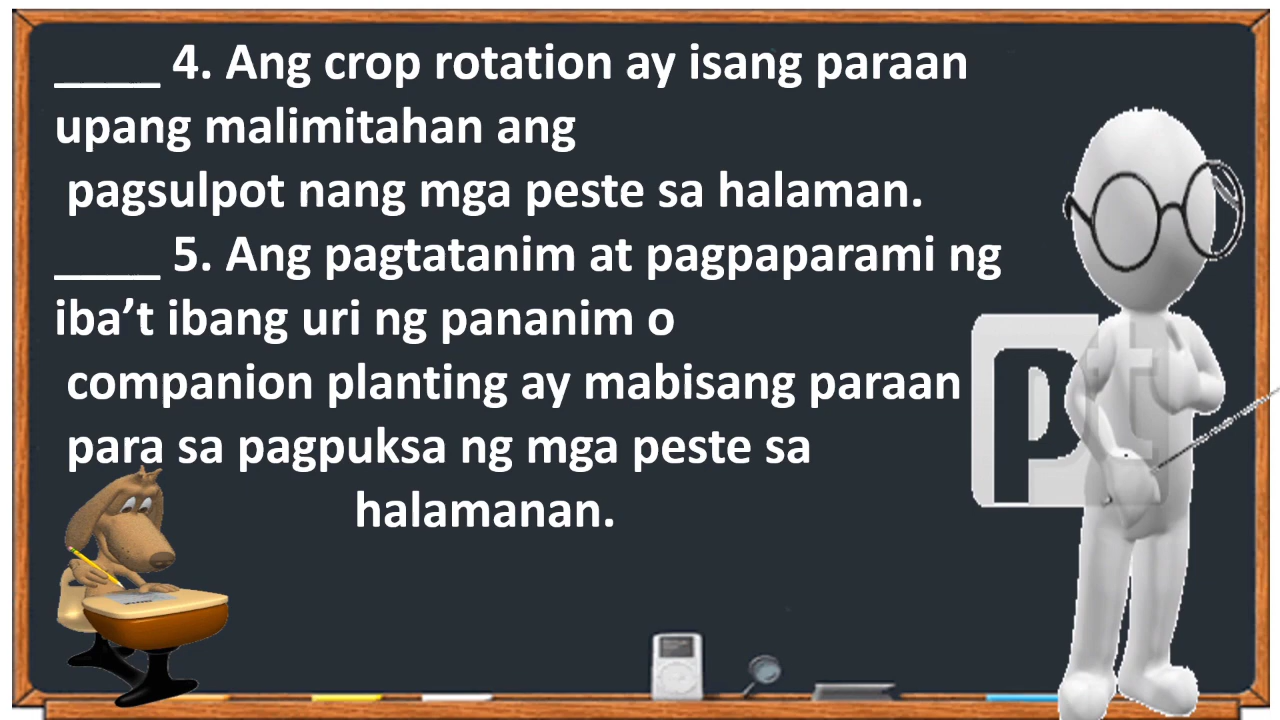 ____ 4. Ang crop rotation ay isang paraan
upang malimitahan ang
pagsulpot nang mga peste sa halaman.
____ 5. Ang pagtatanim at pagpaparami ng
iba’t ibang uri ng pananim o
companion planting ay mabisang paraan
para sa pagpuksa ng mga peste sa
halamanan.